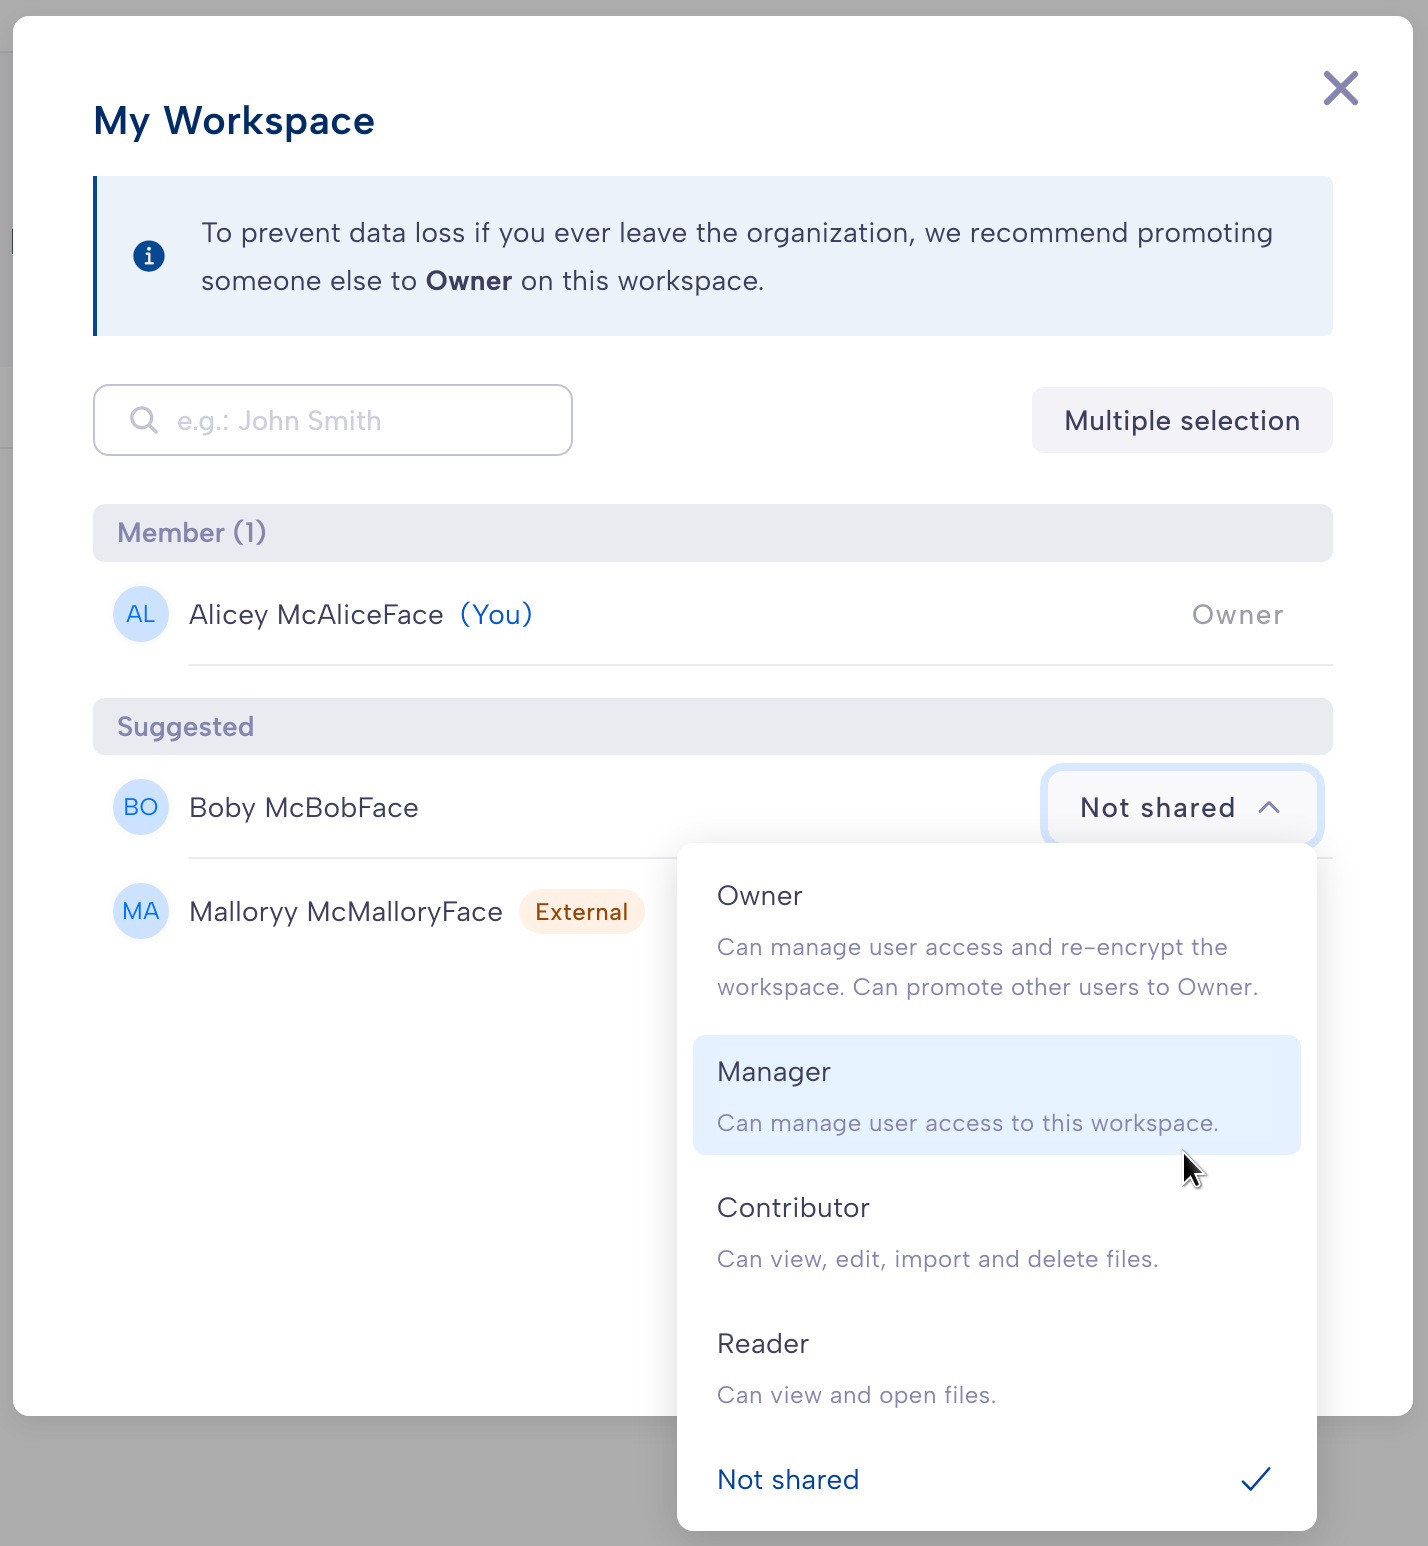 My Workspace
To prevent data loss if you ever leave the organization, we recommend promoting
someone else to Owner on this workspace.
e.g.: John Smith
Multiple selection
Member (1)
AL
Alicey McAliceFace (You)
Owner
Suggested
BO
Boby McBobFace
Not shared
MA
Malloryy McMalloryFace
External
Owner
Can manage user access and re-encrypt the
workspace. Can promote other users to Owner.
Manager
Can manage user access to this workspace.
Contributor
Can view, edit, import and delete files.
Reader
Can view and open files.
Not shared